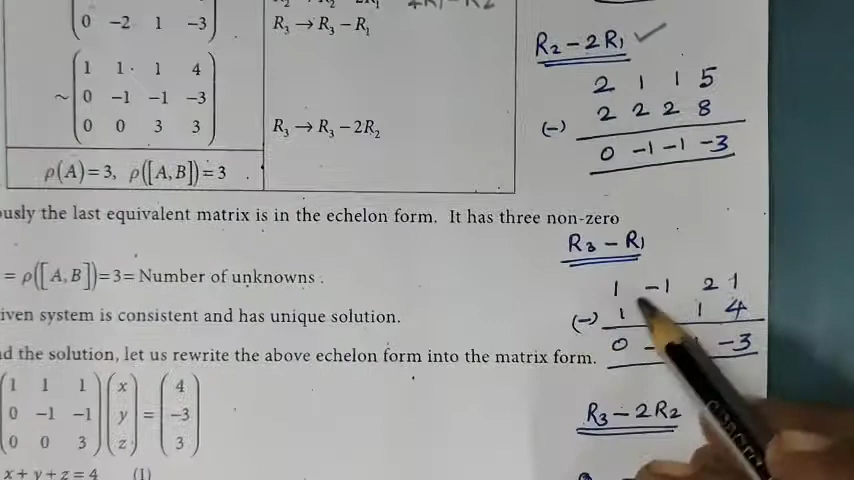 0 −2 1 −3
R₃ → R₃ − R₁
1 1 1 4
~ 0 −1 −1 −3
0 0 3 3
R₃ → R₃ − 2R₂
ρ(A) = 3, ρ([A, B]) = 3 .
ously the last equivalent matrix is in the echelon form. It has three non-zero
= ρ([A, B]) = 3 = Number of unknowns .
iven system is consistent and has unique solution.
d the solution, let us rewrite the above echelon form into the matrix form.
1 1 1 x 4
0 −1 −1 y = −3
0 0 3 z 3
x + y + z = 4 (1)
R₂ − 2R₁ ✓
2 1 1 5
(−) 2 2 2 8
0 −1 −1 −3
R₃ − R₁
1 −1 2 1
(−) 1 1 4
0 −3
R₃ − 2R₂